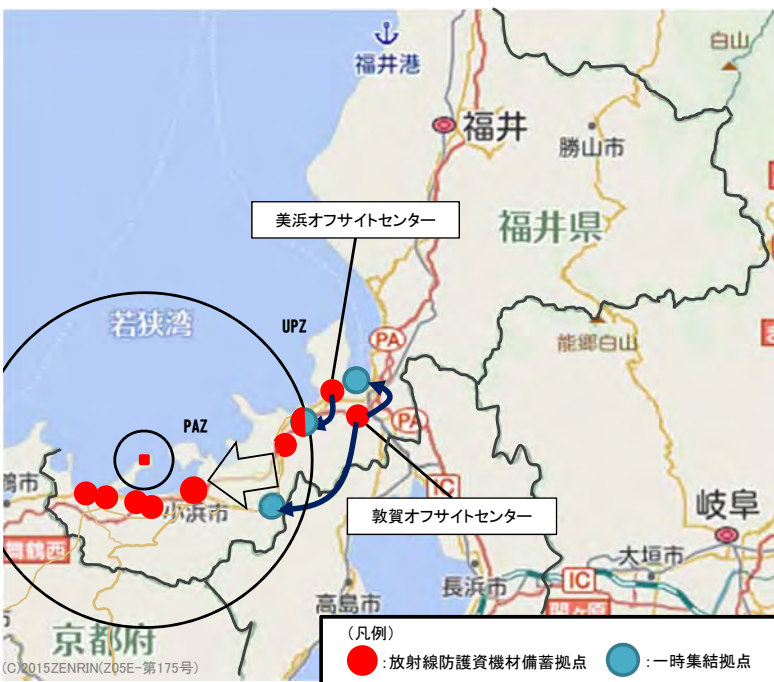 白山
福井港
福井
勝山市
美浜オフサイトセンター
福井県
若狭湾
UPZ
PA
能郷白山
PAZ
PA
小浜市
IC
敦賀オフサイトセンター
岐阜
舞鶴西
大垣市
長浜市
IC
高島市
京都府
(C)2015ZENRIN(Z05E-第175号)
（凡例）
:放射線防護資機材備蓄拠点
:一時集結拠点